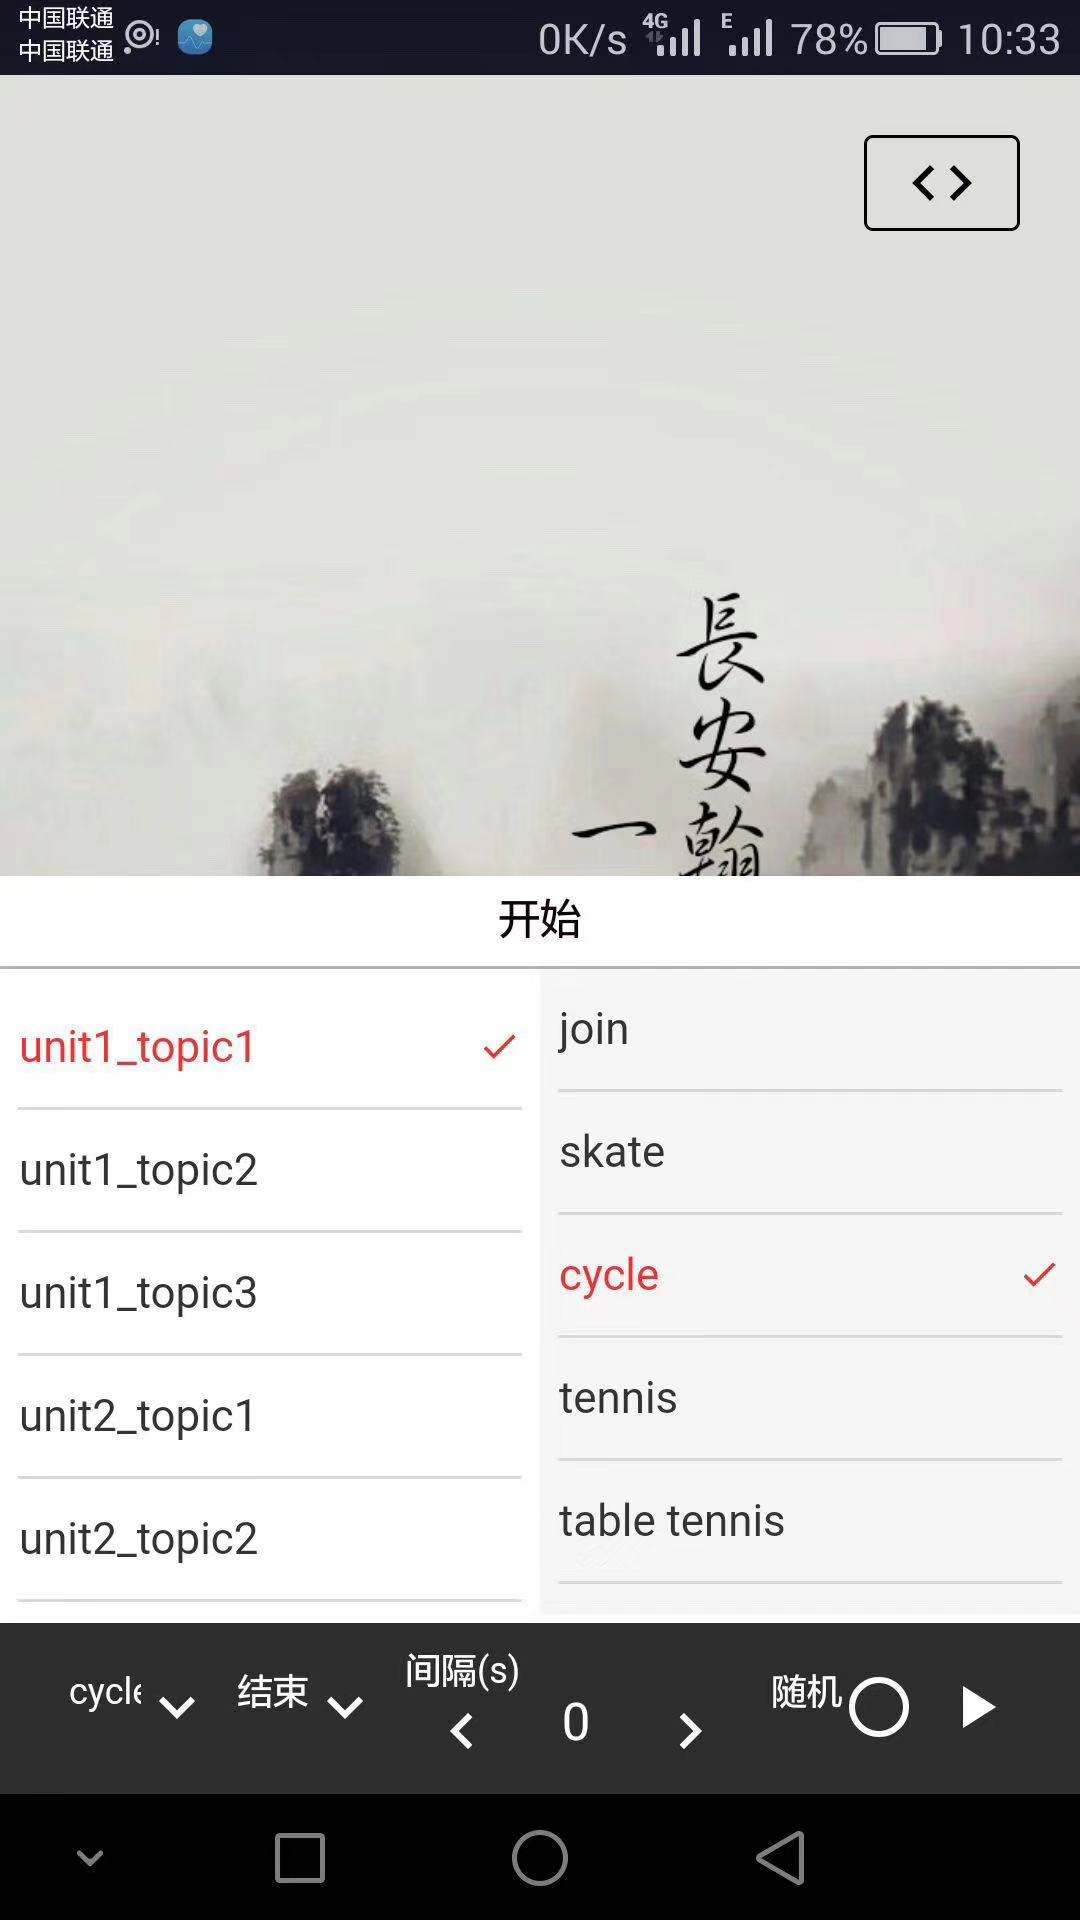 中国联通
中国联通
0K/s 4G E 78% 10:33
長安
一
开始
unit1_topic1
unit1_topic2
unit1_topic3
unit2_topic1
unit2_topic2
join
skate
cycle
tennis
table tennis
cycle 结束 间隔(s) 0 随机